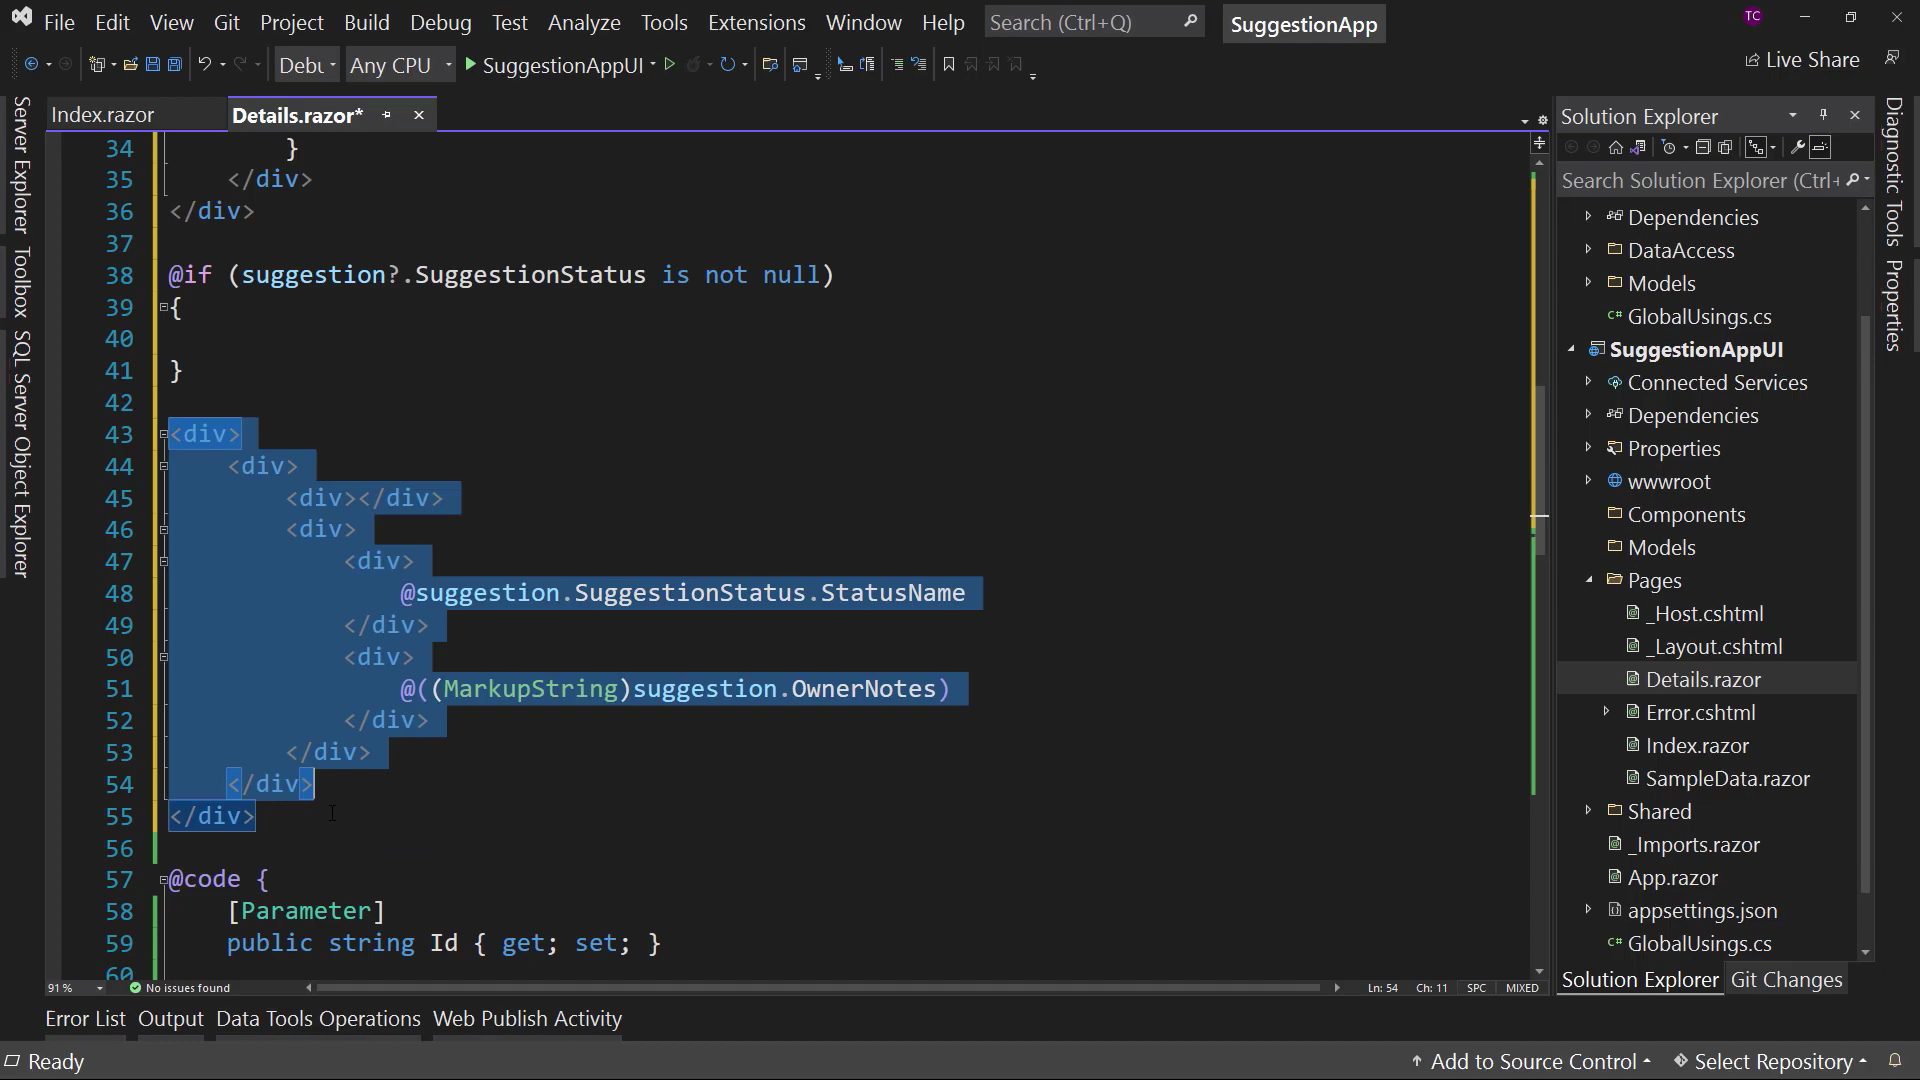 File Edit View Git Project Build Debug Test Analyze Tools Extensions Window Help Search (Ctrl+Q) SuggestionApp TC
Debu Any CPU SuggestionAppUI Live Share
Index.razor Details.razor*
34 }
35 </div>
36 </div>
37
38 @if (suggestion?.SuggestionStatus is not null)
39 {
40
41 }
42
43 <div>
44 <div>
45 <div></div>
46 <div>
47 <div>
48 @suggestion.SuggestionStatus.StatusName
49 </div>
50 <div>
51 @((MarkupString)suggestion.OwnerNotes)
52 </div>
53 </div>
54 </div>
55 </div>
56
57 @code {
58 [Parameter]
59 public string Id { get; set; }
60
91 % No issues found Ln: 54 Ch: 11 SPC MIXED
Error List Output Data Tools Operations Web Publish Activity
Ready Add to Source Control Select Repository
Server Explorer
Toolbox
SQL Server Object Explorer
Solution Explorer
Search Solution Explorer (Ctrl+
Dependencies
DataAccess
Models
GlobalUsings.cs
SuggestionAppUI
Connected Services
Dependencies
Properties
wwwroot
Components
Models
Pages
_Host.cshtml
_Layout.cshtml
Details.razor
Error.cshtml
Index.razor
SampleData.razor
Shared
_Imports.razor
App.razor
appsettings.json
GlobalUsings.cs
Solution Explorer Git Changes
Diagnostic Tools
Properties